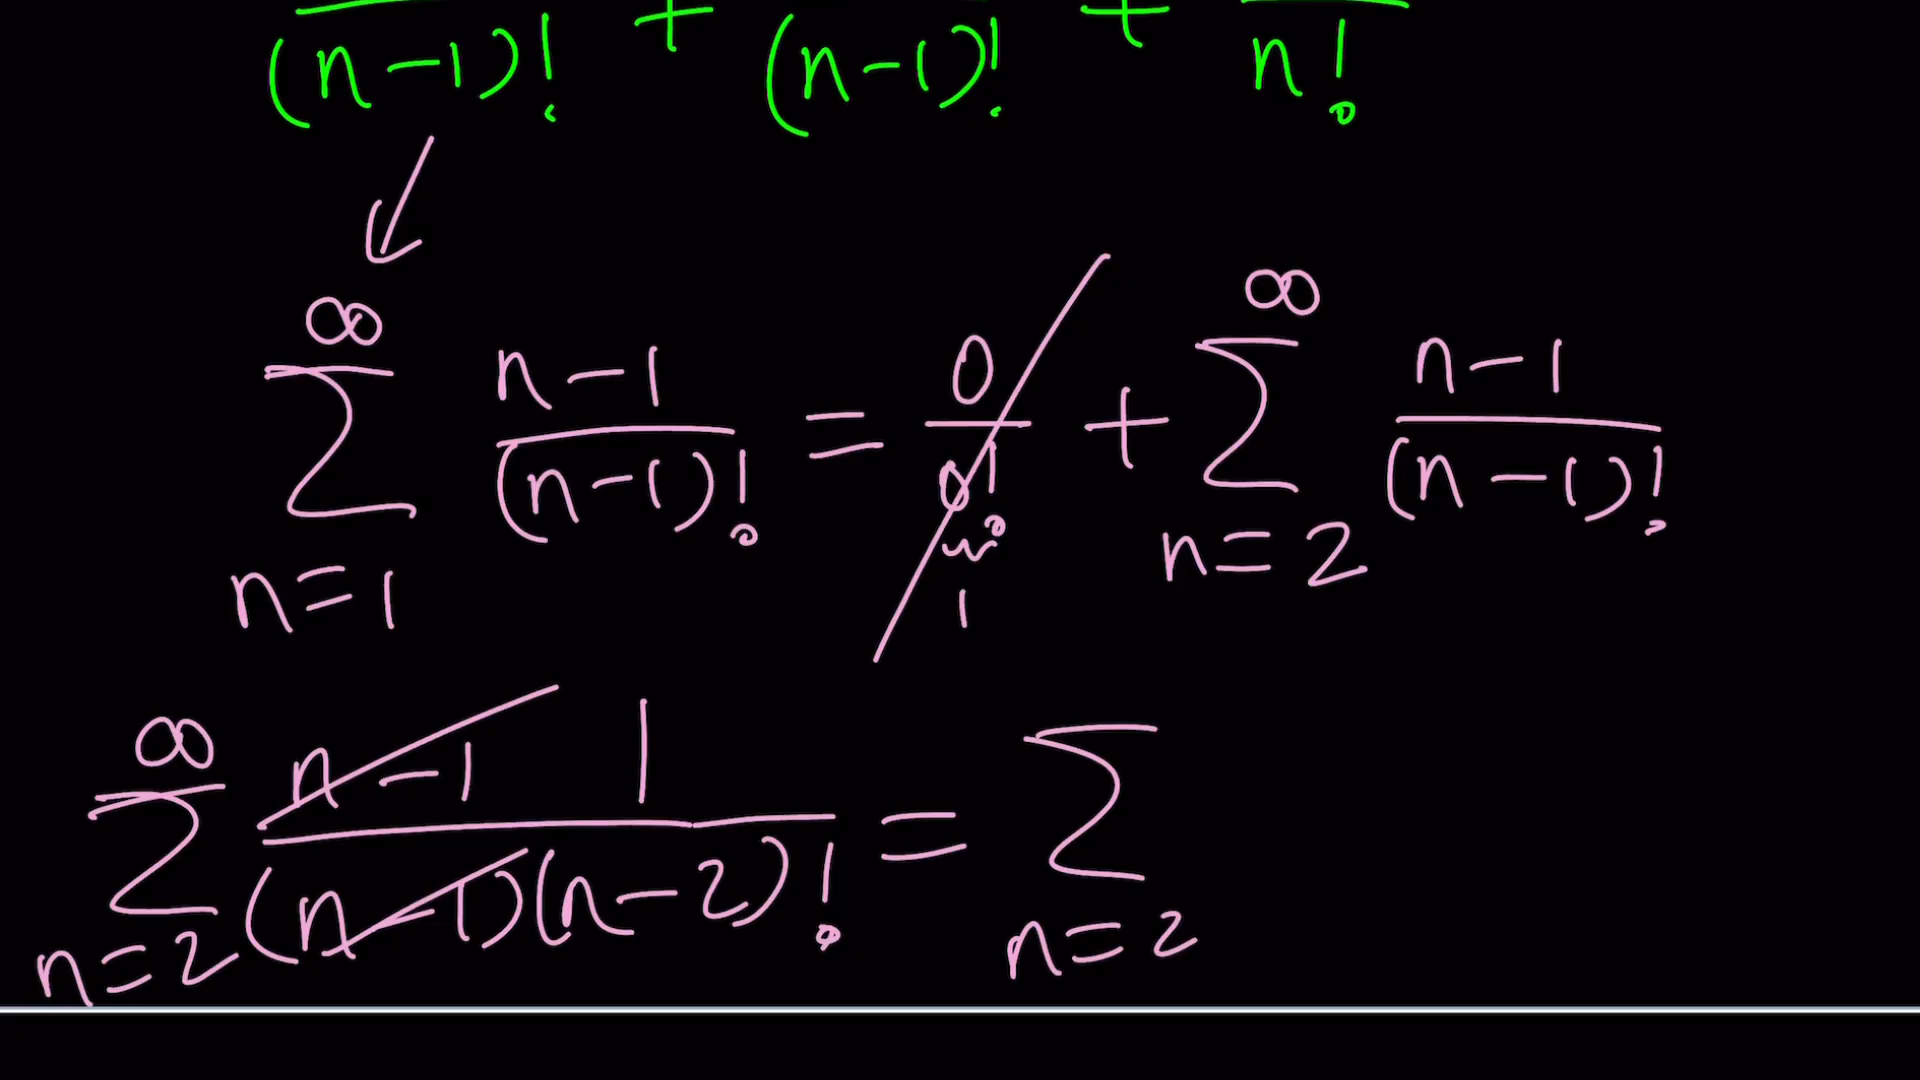 (n-1)! + (n-1)! + n!
∞ ∞
∑ n-1 / (n-1)! = 0 / 0! + ∑ n-1 / (n-1)!
n=1 1 n=2
∞
∑ n-1 1 / (n-1)(n-2)! = ∑
n=2 n=2